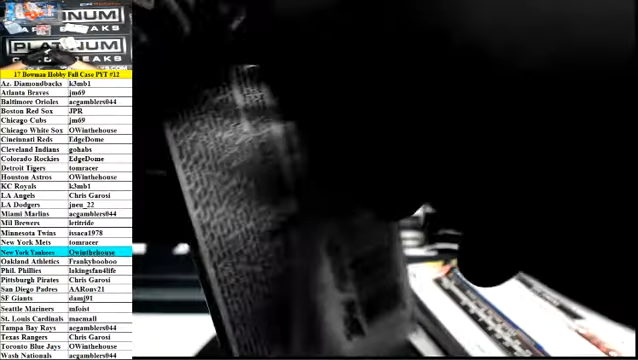 PLATINUM
PLATINUM
17 Bowman Hobby Full Case PYT #12
Az. Diamondbacks k3mb1
Atlanta Braves jm69
Baltimore Orioles acgamblers044
Boston Red Sox JPR
Chicago Cubs jm69
Chicago White Sox OWinthehouse
Cincinnati Reds EdgeDome
Cleveland Indians gohabs
Colorado Rockies EdgeDome
Detroit Tigers tomracer
Houston Astros OWinthehouse
KC Royals k3mb1
LA Angels Chris Garosi
LA Dodgers jueu_22
Miami Marlins acgamblers044
Mil Brewers letitride
Minnesota Twins issaca1978
New York Mets tomracer
New York Yankees Owinthehouse
Oakland Athletics Frankybooboo
Phil. Phillies lakingsfan4life
Pittsburgh Pirates Chris Garosi
San Diego Padres AARouv21
SF Giants damj91
Seattle Mariners mfoist
St. Louis Cardinals macmall
Tampa Bay Rays acgamblers044
Texas Rangers Chris Garosi
Toronto Blue Jays OWinthehouse
Wash Nationals acgamblers044